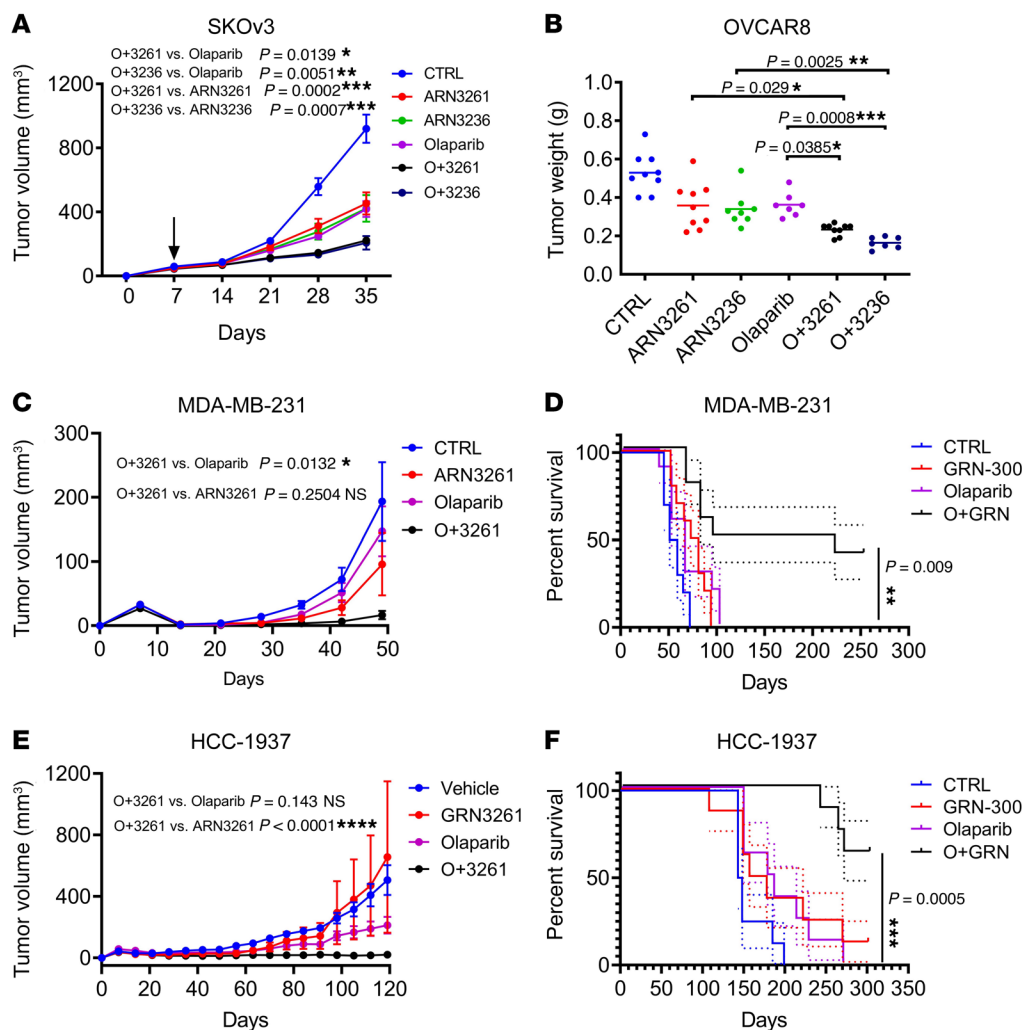 A
SKOv3
O+3261 vs. Olaparib P = 0.0139 *
O+3236 vs. Olaparib P = 0.0051 **
O+3261 vs. ARN3261 P = 0.0002 ***
O+3236 vs. ARN3236 P = 0.0007 ***
CTRL
ARN3261
ARN3236
Olaparib
O+3261
O+3236
Tumor volume (mm³)
1200
800
400
0
0 7 14 21 28 35
Days
B
OVCAR8
P = 0.0025 **
P = 0.029 *
P = 0.0008 ***
P = 0.0385 *
Tumor weight (g)
1.0
0.8
0.6
0.4
0.2
0.0
CTRL
ARN3261
ARN3236
Olaparib
O+3261
O+3236
C
MDA-MB-231
O+3261 vs. Olaparib P = 0.0132 *
O+3261 vs. ARN3261 P = 0.2504 NS
CTRL
ARN3261
Olaparib
O+3261
Tumor volume (mm³)
300
200
100
0
0 10 20 30 40 50
Days
D
MDA-MB-231
CTRL
GRN-300
Olaparib
O+GRN
P = 0.009
**
Percent survival
100
50
0
0 50 100 150 200 250 300
Days
E
HCC-1937
O+3261 vs. Olaparib P = 0.143 NS
O+3261 vs. ARN3261 P < 0.0001 ****
Vehicle
GRN3261
Olaparib
O+3261
Tumor volume (mm³)
1200
800
400
0
0 20 40 60 80 100 120
Days
F
HCC-1937
CTRL
GRN-300
Olaparib
O+GRN
P = 0.0005
***
Percent survival
100
50
0
0 50 100 150 200 250 300 350
Days